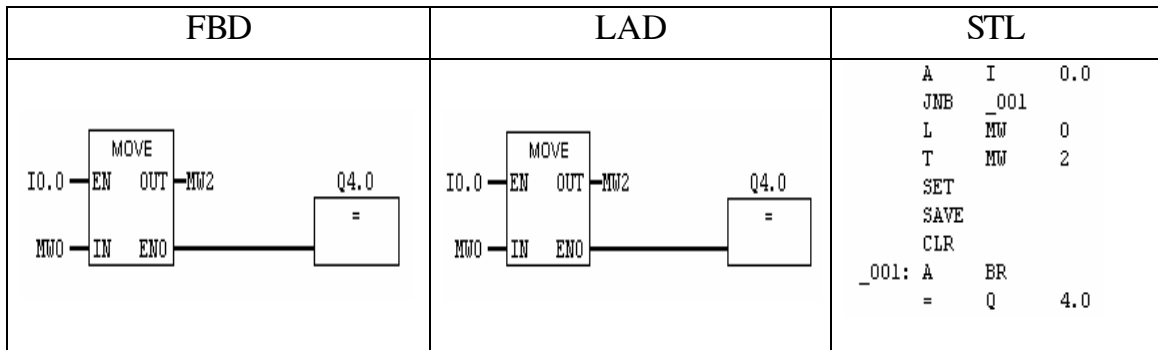 FBD
LAD
STL
MOVE
I0.0 EN OUT MW2
Q4.0
=
MW0 IN ENO
MOVE
I0.0 EN OUT MW2
Q4.0
=
MW0 IN ENO
A I 0.0
JNB _001
L MW 0
T MW 2
SET
SAVE
CLR
_001: A BR
= Q 4.0